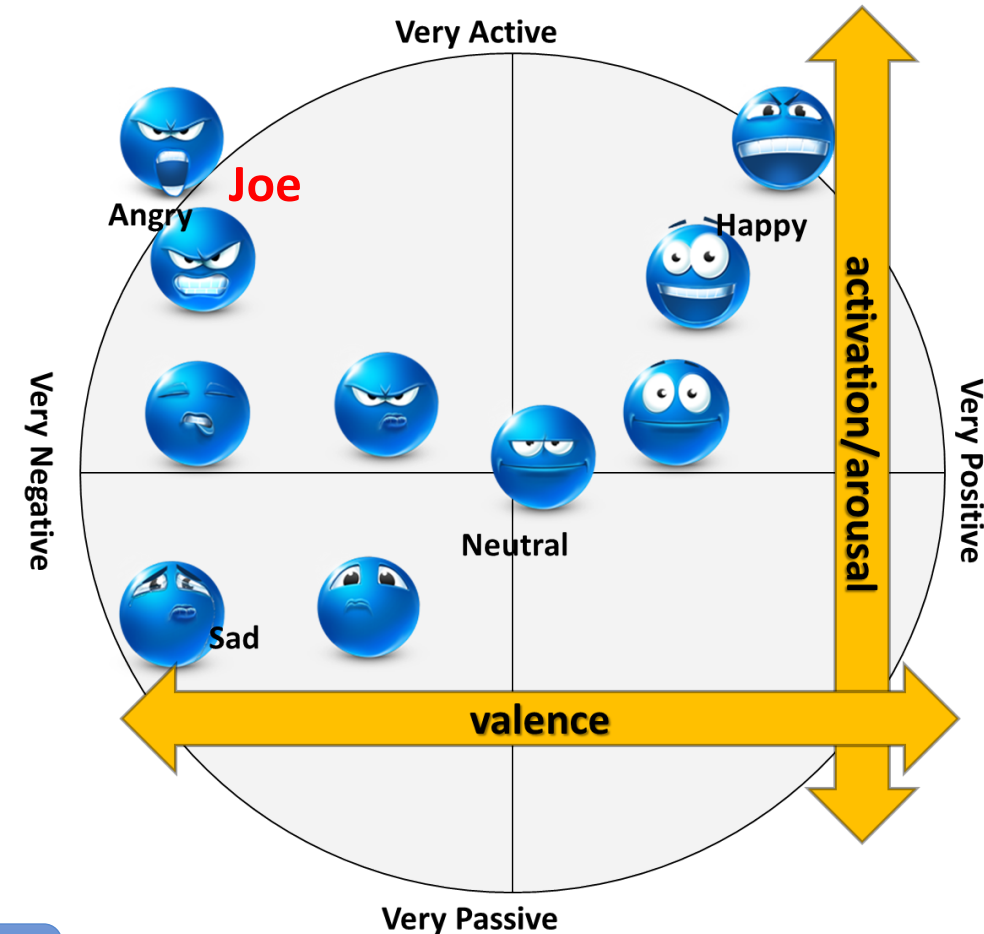 Very Active
Joe
Angry
Happy
activation/arousal
Very Negative
Very Positive
Neutral
Sad
valence
Very Passive